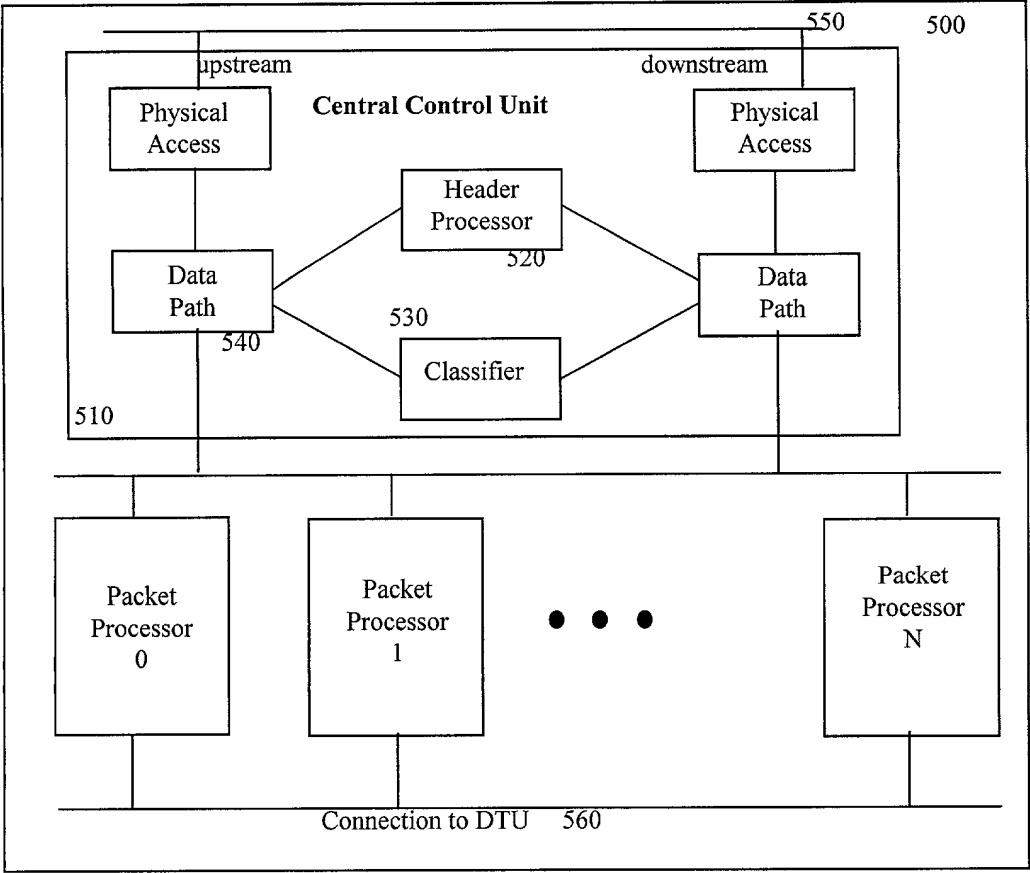 550
500
upstream
downstream
Central Control Unit
Physical
Access
Physical
Access
Header
Processor
520
Data
Path
540
Data
Path
530
Classifier
510
Packet
Processor
0
Packet
Processor
1
Packet
Processor
N
Connection to DTU 560